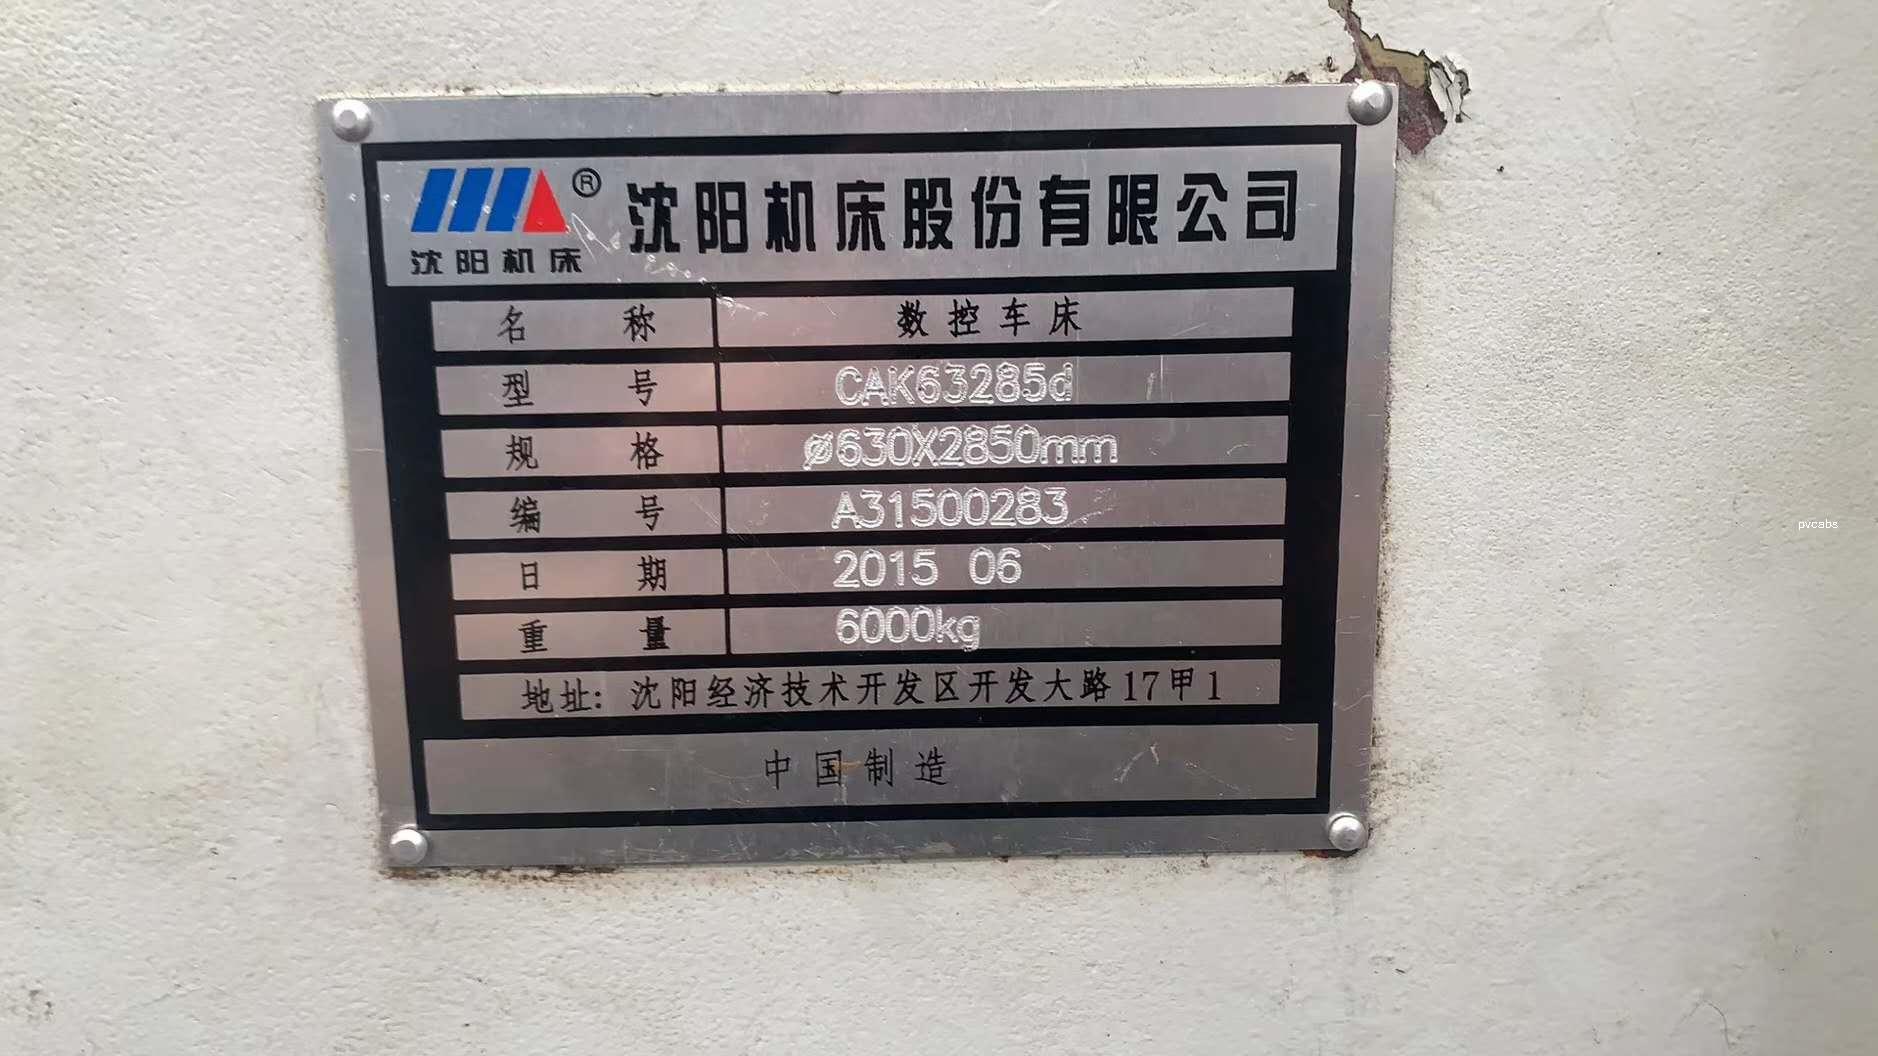 ® 沈阳机床股份有限公司
沈阳机床
名 称 数控车床
型 号 CAK63285d
规 格 ø630X2850mm
编 号 A31500283
日 期 2015 06
重 量 6000kg
地址: 沈阳经济技术开发区开发大路17甲1
中国制造
pvcabs